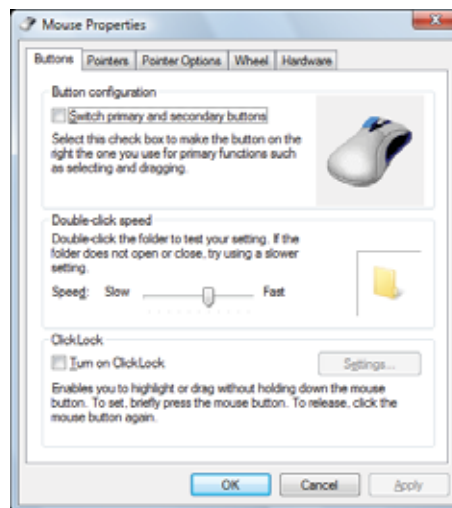 Mouse Properties
Buttons Pointers Pointer Options Wheel Hardware
Button configuration
Switch primary and secondary buttons
Select this check box to make the button on the
right the one you use for primary functions such
as selecting and dragging.
Double-click speed
Double-click the folder to test your setting. If the
folder does not open or close, try using a slower
setting.
Speed: Slow Fast
ClickLock
Turn on ClickLock Settings...
Enables you to highlight or drag without holding down the mouse
button. To set, briefly press the mouse button. To release, click the
mouse button again.
OK Cancel Apply